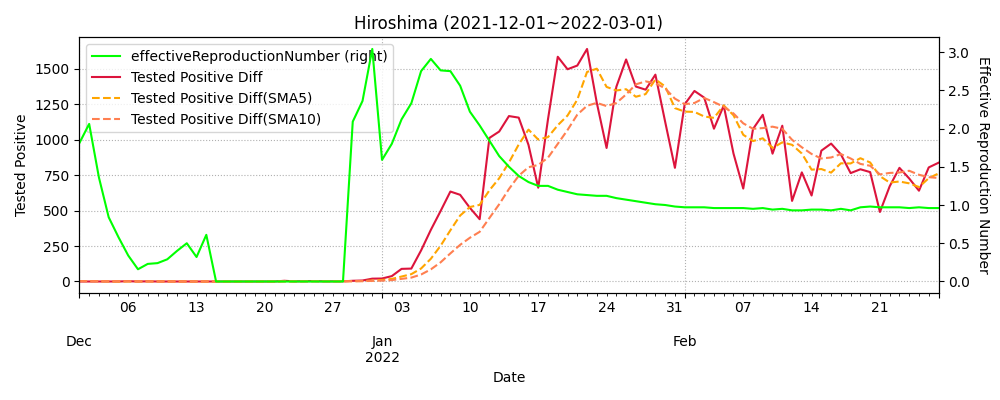 Hiroshima (2021-12-01~2022-03-01)
effectiveReproductionNumber (right)
Tested Positive Diff
Tested Positive Diff(SMA5)
Tested Positive Diff(SMA10)
Tested Positive
1500
1250
1000
750
500
250
0
3.0
2.5
2.0
1.5
1.0
0.5
0.0
Effective Reproduction Number
06 13 20 27 03 10 17 24 31 07 14 21
Dec Jan Feb
2022
Date